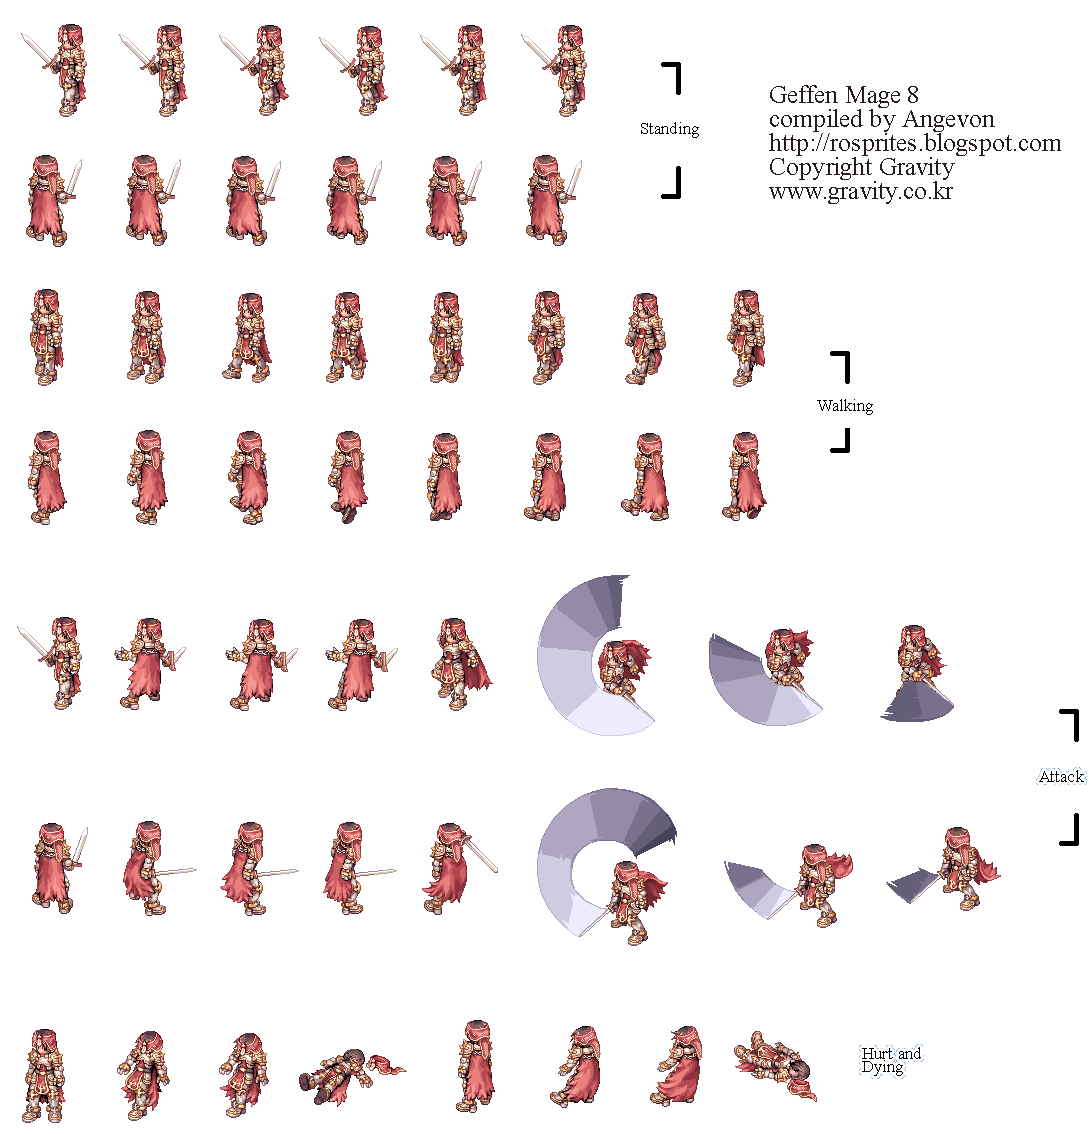 Geffen Mage 8
compiled by Angevon
http://rosprites.blogspot.com
Copyright Gravity
www.gravity.co.kr
Standing
Walking
Attack
Hurt and
Dying